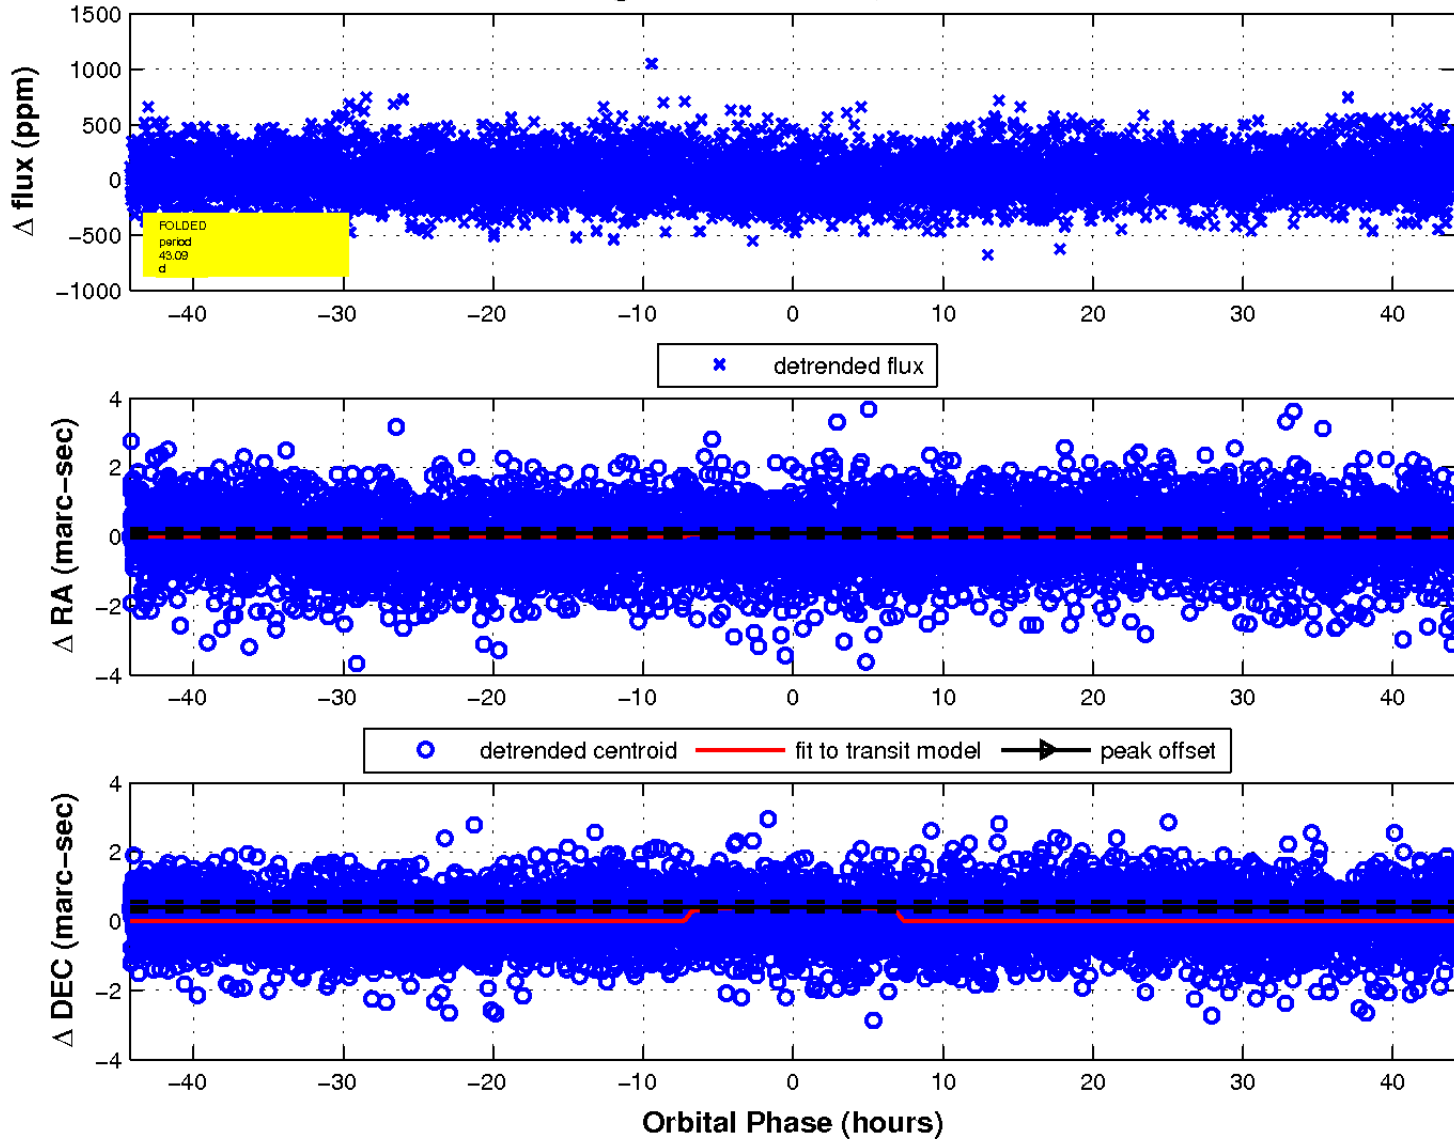 1500
1000
500
0
−500
−1000
Δ flux (ppm)
FOLDED
period
43.09
d
−40 −30 −20 −10 0 10 20 30 40
detrended flux
4
2
0
−2
−4
Δ RA (marc−sec)
−40 −30 −20 −10 0 10 20 30 40
detrended centroid fit to transit model peak offset
4
2
0
−2
−4
Δ DEC (marc−sec)
−40 −30 −20 −10 0 10 20 30 40
Orbital Phase (hours)